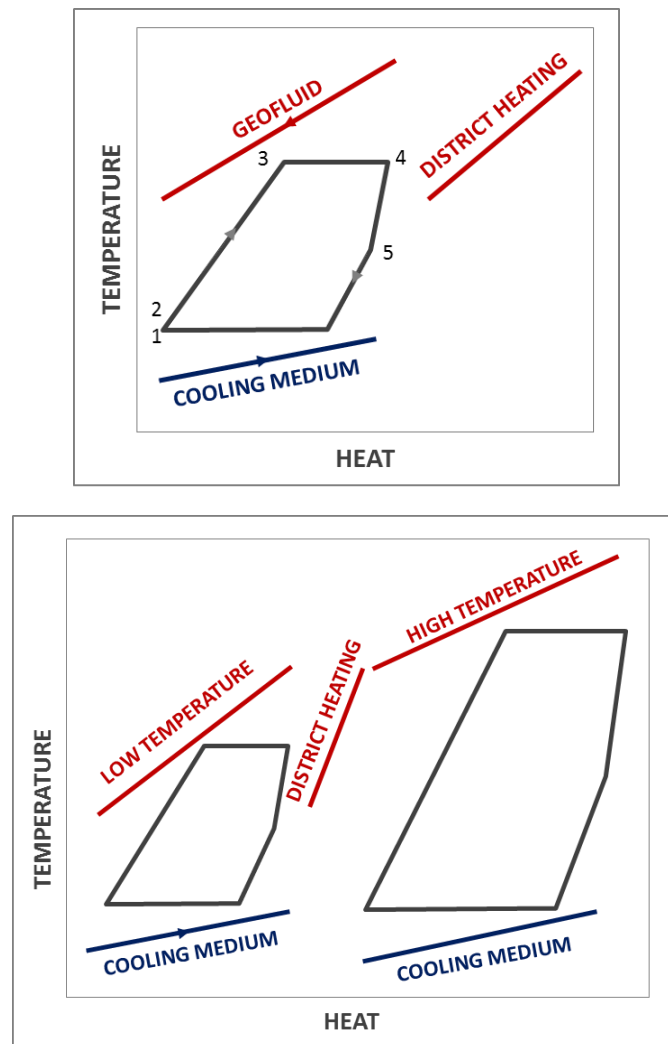 GEOFLUID
DISTRICT HEATING
TEMPERATURE
3
4
5
2
1
COOLING MEDIUM
HEAT
HIGH TEMPERATURE
LOW TEMPERATURE
DISTRICT HEATING
TEMPERATURE
COOLING MEDIUM
COOLING MEDIUM
HEAT